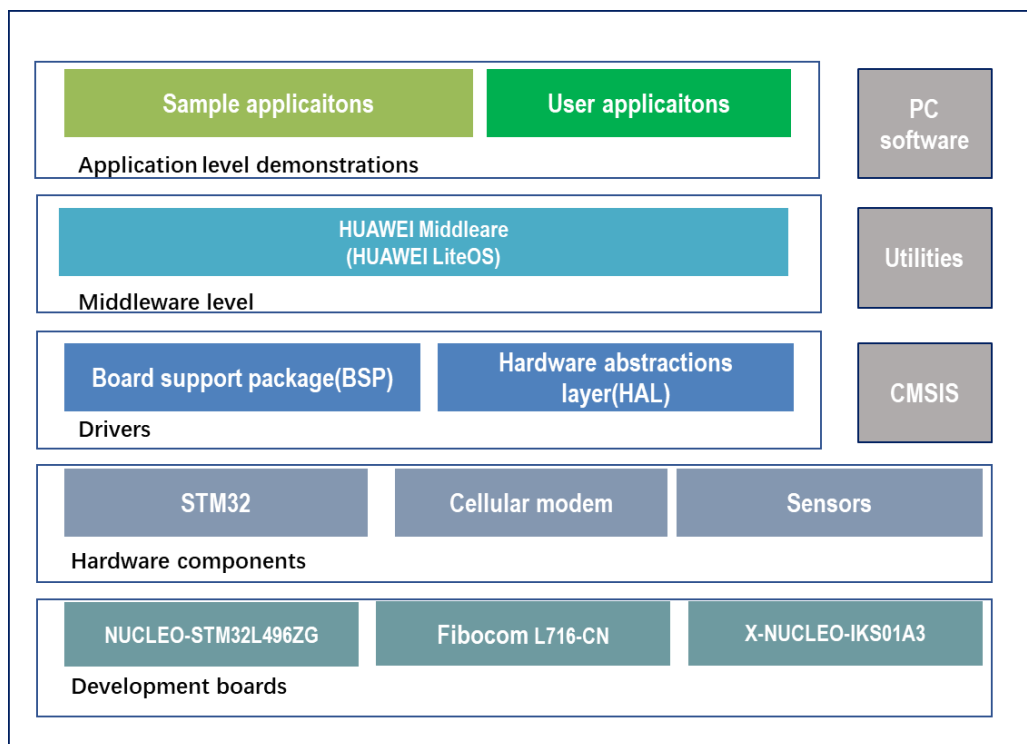 Sample applicaitons
User applicaitons
PC
software
Application level demonstrations
HUAWEI Middleare
(HUAWEI LiteOS)
Utilities
Middleware level
Board support package(BSP)
Hardware abstractions
layer(HAL)
CMSIS
Drivers
STM32
Cellular modem
Sensors
Hardware components
NUCLEO-STM32L496ZG
Fibocom L716-CN
X-NUCLEO-IKS01A3
Development boards